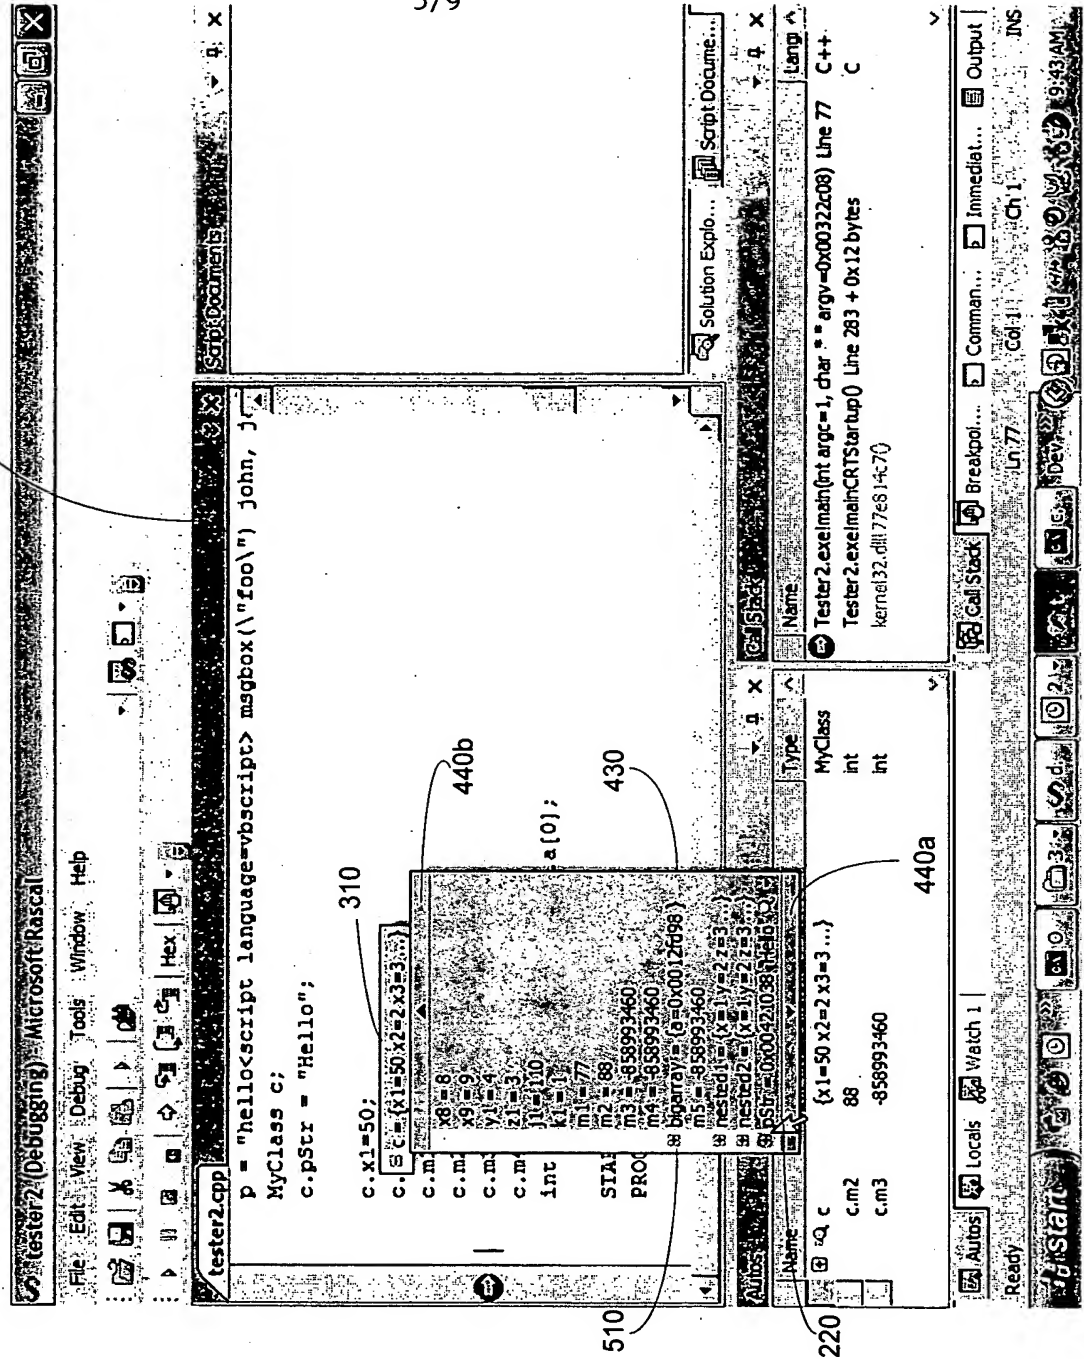 5/9
tester2 (Debugging) - Microsoft Rascal
File Edit View Debug Tools Window Help
Hex
tester2.cpp
p = "hello<script language=vbscript> msgbox(\"foo\") john, j
MyClass c;
c.pStr = "Hello";
c.x1=50;
c.
c.m
c.m
c.m
c.m
int
a[0];
STA
PROC
310
c = {x1=50 x2=2 x3=3...}
440b
x8 = 8
x9 = 9
y1 = 4
z1 = 3
j1 = 110
k1 = 1
m1 = 77
m2 = 88
m3 = -858993460
m4 = -858993460
m5 = -858993460
bigarray = {a=0x0012fd98 }
nested1 = {x=1 y=2 z=3...}
nested2 = {x=1 y=2 z=3...}
pStr = 0x00421038 "Hello"
430
440a
510
220
Script Documents
Solution Explo... Script Docume...
Autos
Name Type
c {x1=50 x2=2 x3=3 ...} MyClass
c.m2 88 int
c.m3 -858993460 int
Autos Locals Watch 1
Call Stack
Name Lang
Tester2.exe!main(int argc=1, char * * argv=0x00322c08) Line 77 C++
Tester2.exe!mainCRTStartup() Line 283 + 0x12 bytes C
kernel32.dll!77e814c7()
Call Stack Breakpoi... Comman... Immediat... Output
Ready Ln 77 Col 1 Ch 1 INS
start 9:43 AM